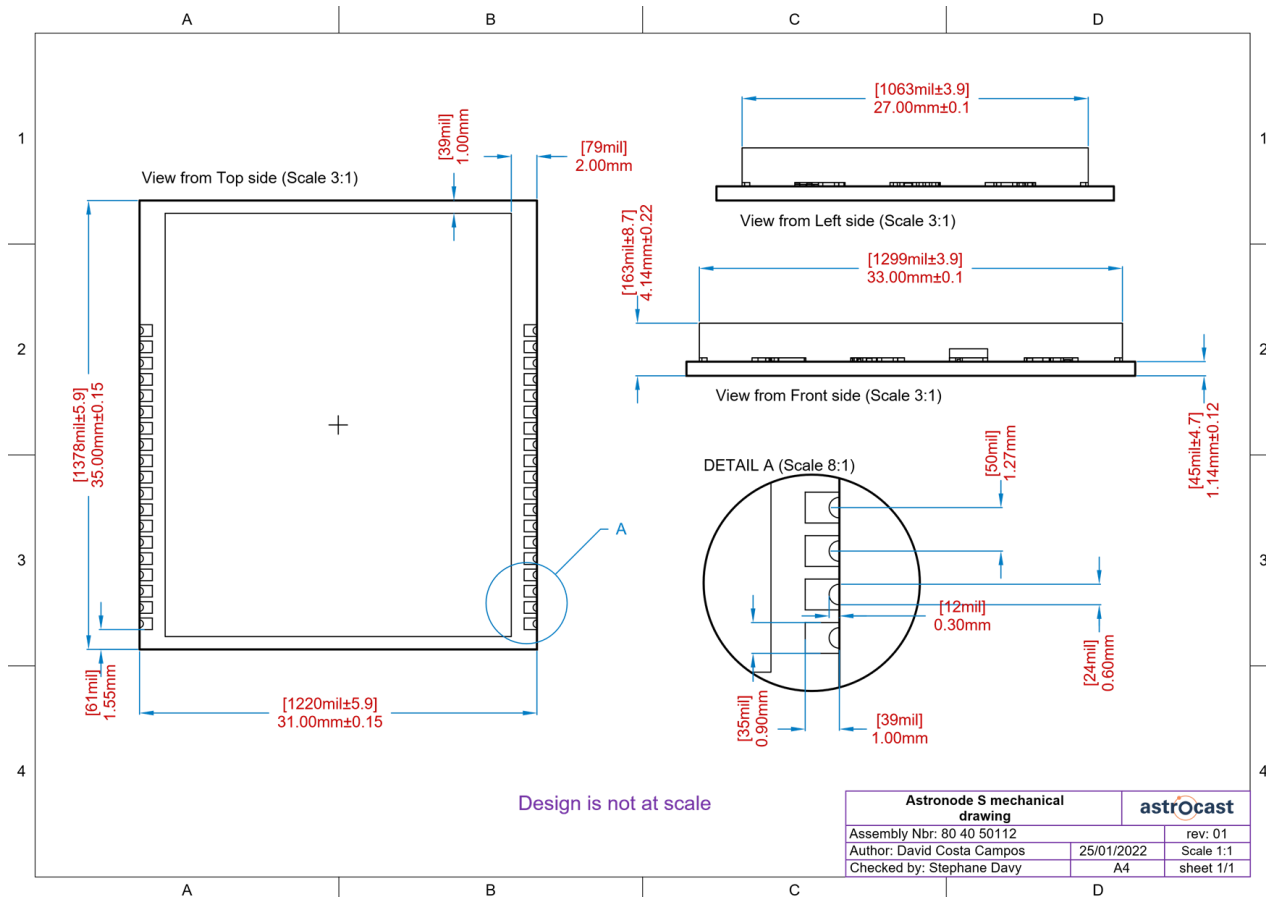 A
B
C
D
1
1
[1063mil±3.9]
27.00mm±0.1
[39mil]
1.00mm
[79mil]
2.00mm
View from Top side (Scale 3:1)
View from Left side (Scale 3:1)
[163mil±8.7]
4.14mm±0.22
[1299mil±3.9]
33.00mm±0.1
2
2
View from Front side (Scale 3:1)
[1378mil±5.9]
35.00mm±0.15
[45mil±4.7]
1.14mm±0.12
DETAIL A (Scale 8:1)
[50mil]
1.27mm
A
3
3
[12mil]
0.30mm
[24mil]
0.60mm
[61mil]
1.55mm
[1220mil±5.9]
31.00mm±0.15
[35mil]
0.90mm
[39mil]
1.00mm
4
4
Design is not at scale
Astronode S mechanical
drawing
astrocast
Assembly Nbr: 80 40 50112
rev: 01
Author: David Costa Campos
25/01/2022
Scale 1:1
Checked by: Stephane Davy
A4
sheet 1/1
A
B
C
D